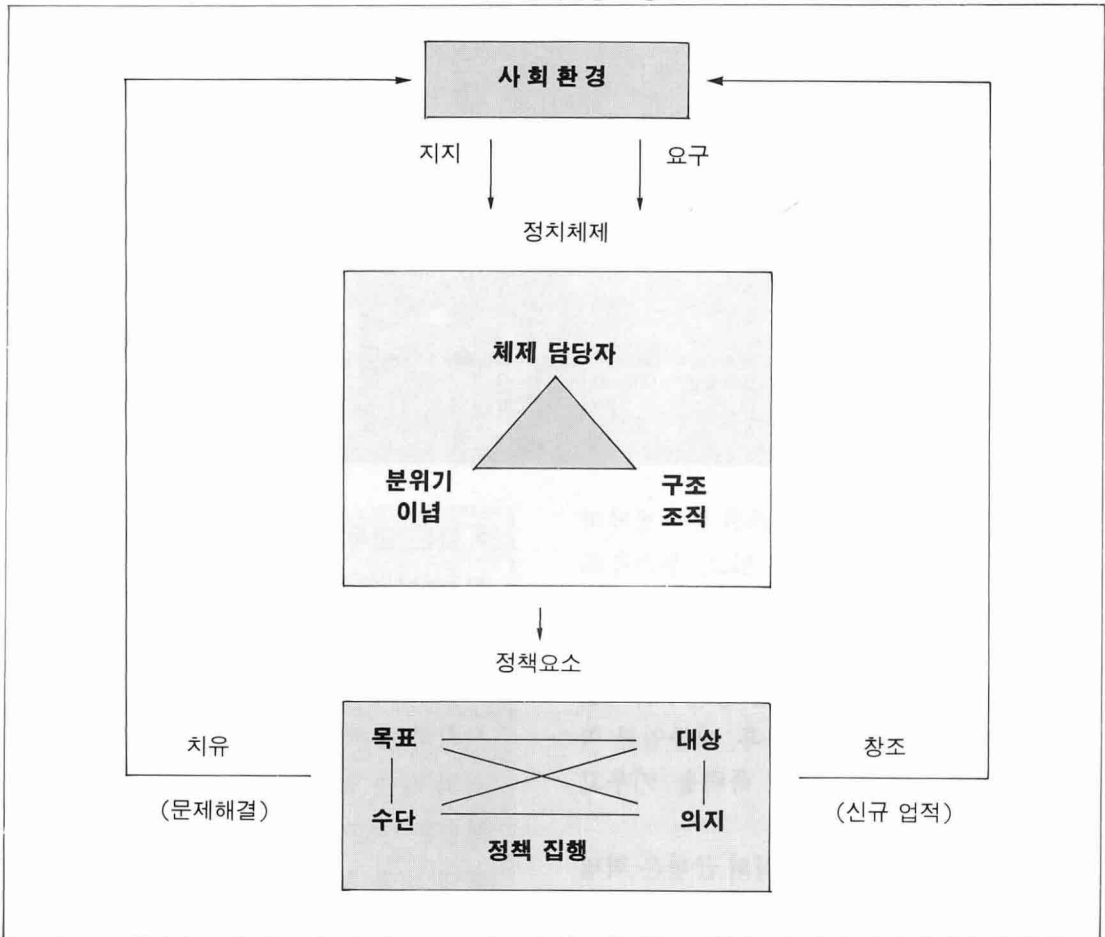 사회환경
지지 요구
정치체제
체제 담당자
분위기 구조
이념 조직
정책요소
목표 대상
치유 창조
(문제해결) (신규 업적)
수단 의지
정책 집행